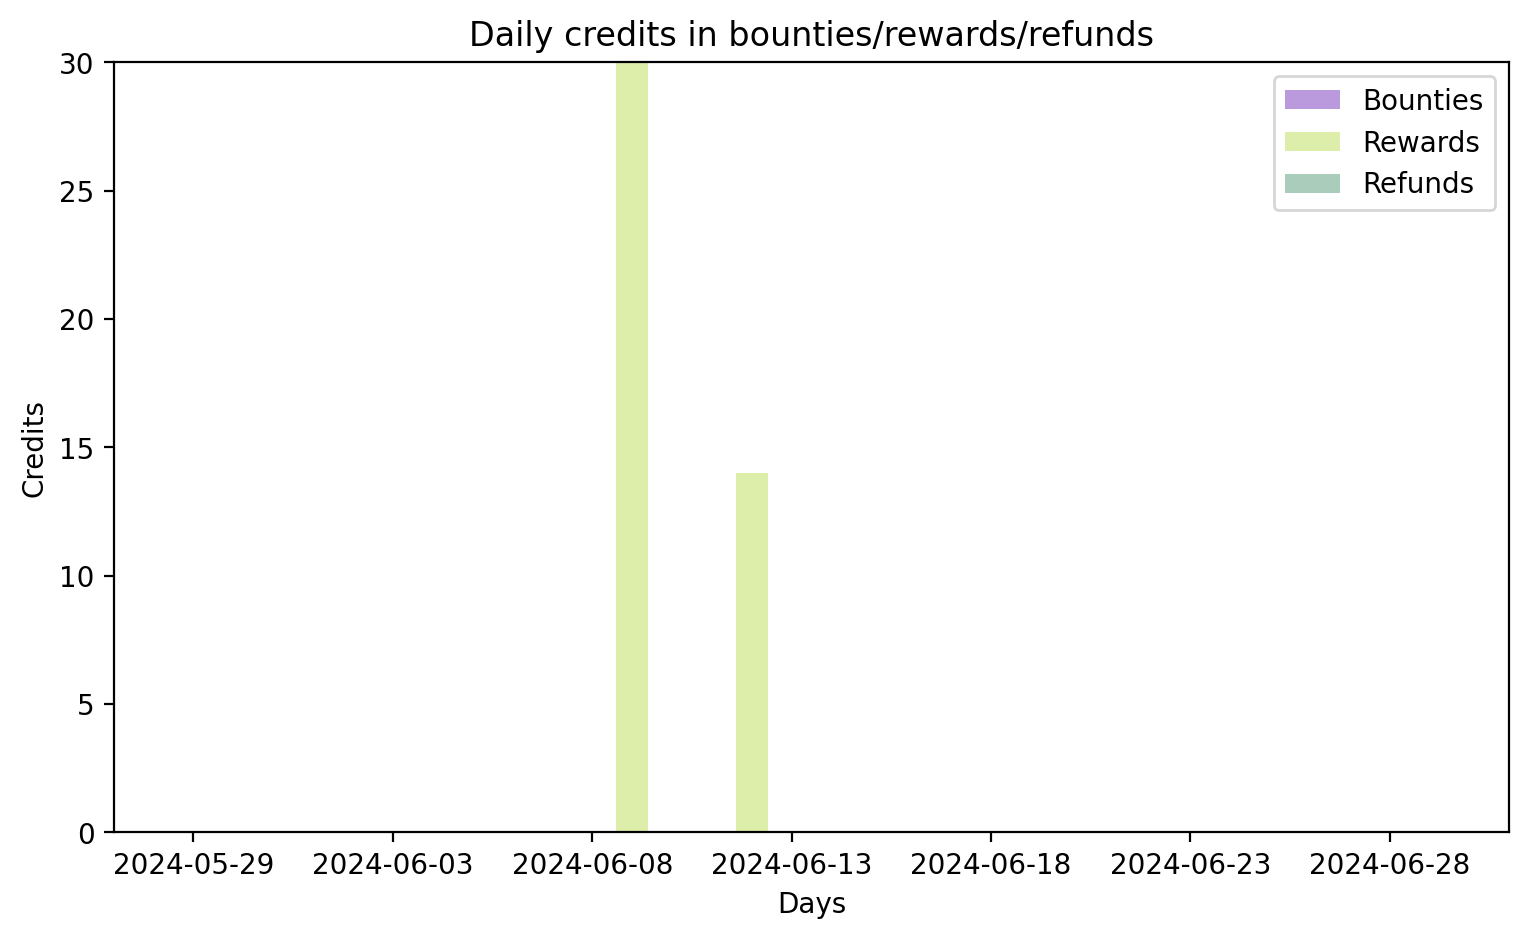 Daily credits in bounties/rewards/refunds
30
25
20
15
10
5
0
Credits
Bounties
Rewards
Refunds
2024-05-29 2024-06-03 2024-06-08 2024-06-13 2024-06-18 2024-06-23 2024-06-28
Days